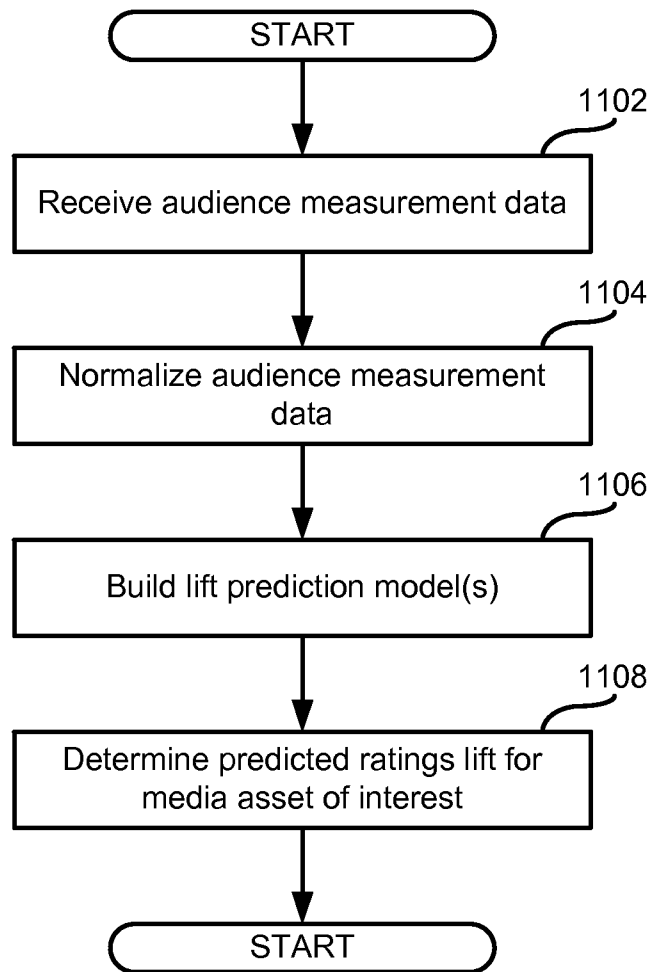 START
1102
Receive audience measurement data
1104
Normalize audience measurement
data
1106
Build lift prediction model(s)
1108
Determine predicted ratings lift for
media asset of interest
START